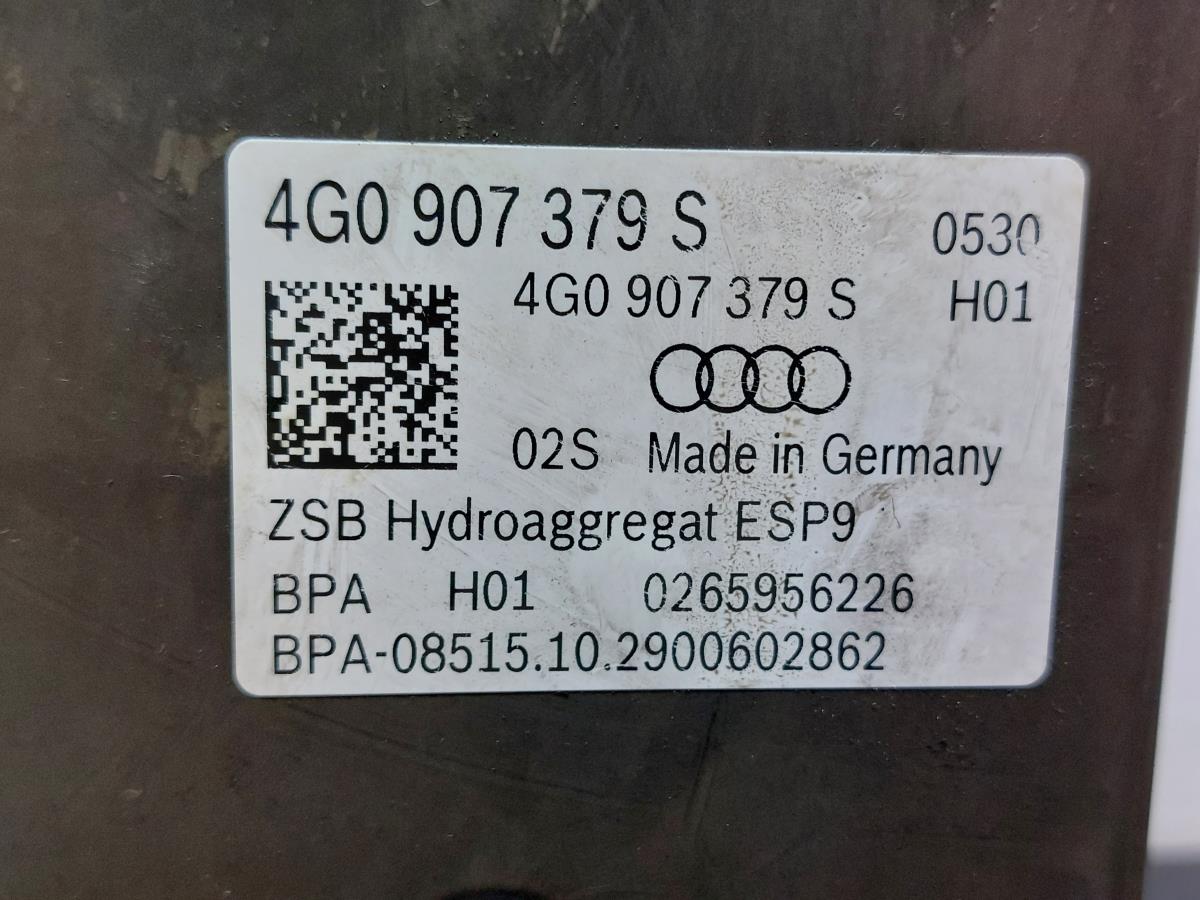 4G0 907 379 S 0530
4G0 907 379 S H01
02S Made in Germany
ZSB Hydroaggregat ESP9
BPA H01 0265956226
BPA-08515.10.2900602862